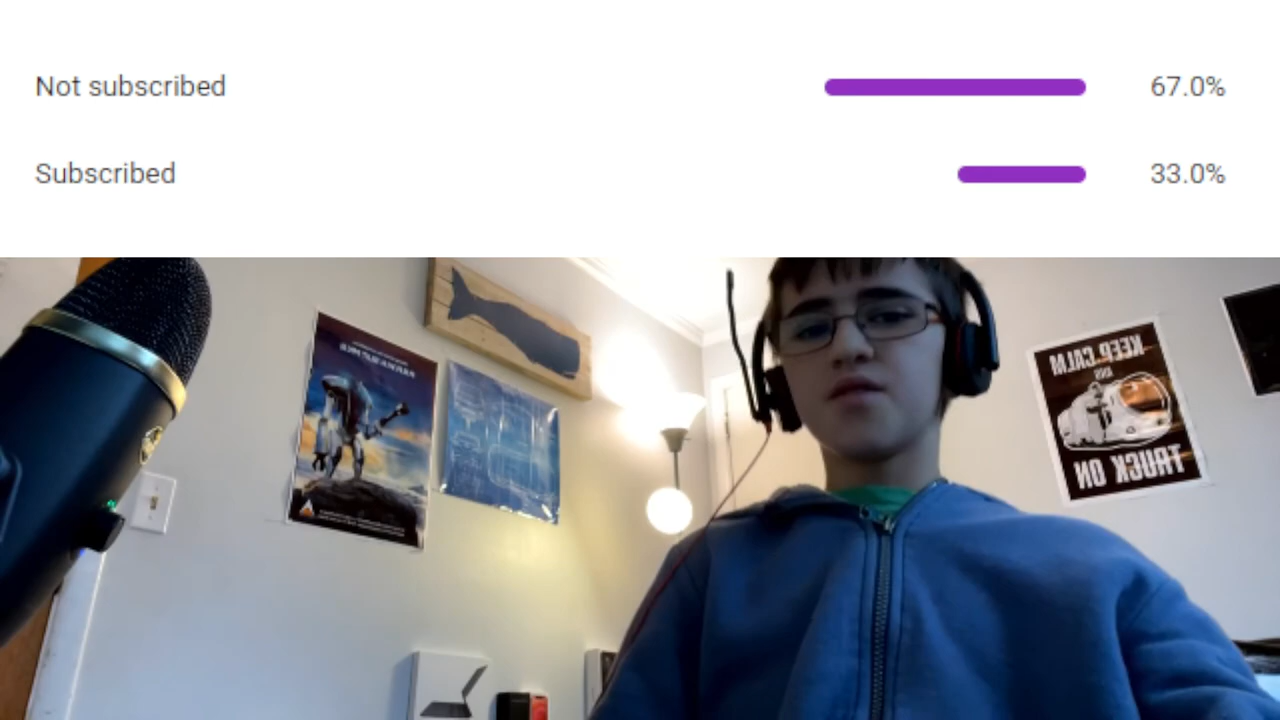 Not subscribed 67.0%
Subscribed 33.0%
KEEP CALM
AND
TRUCK ON